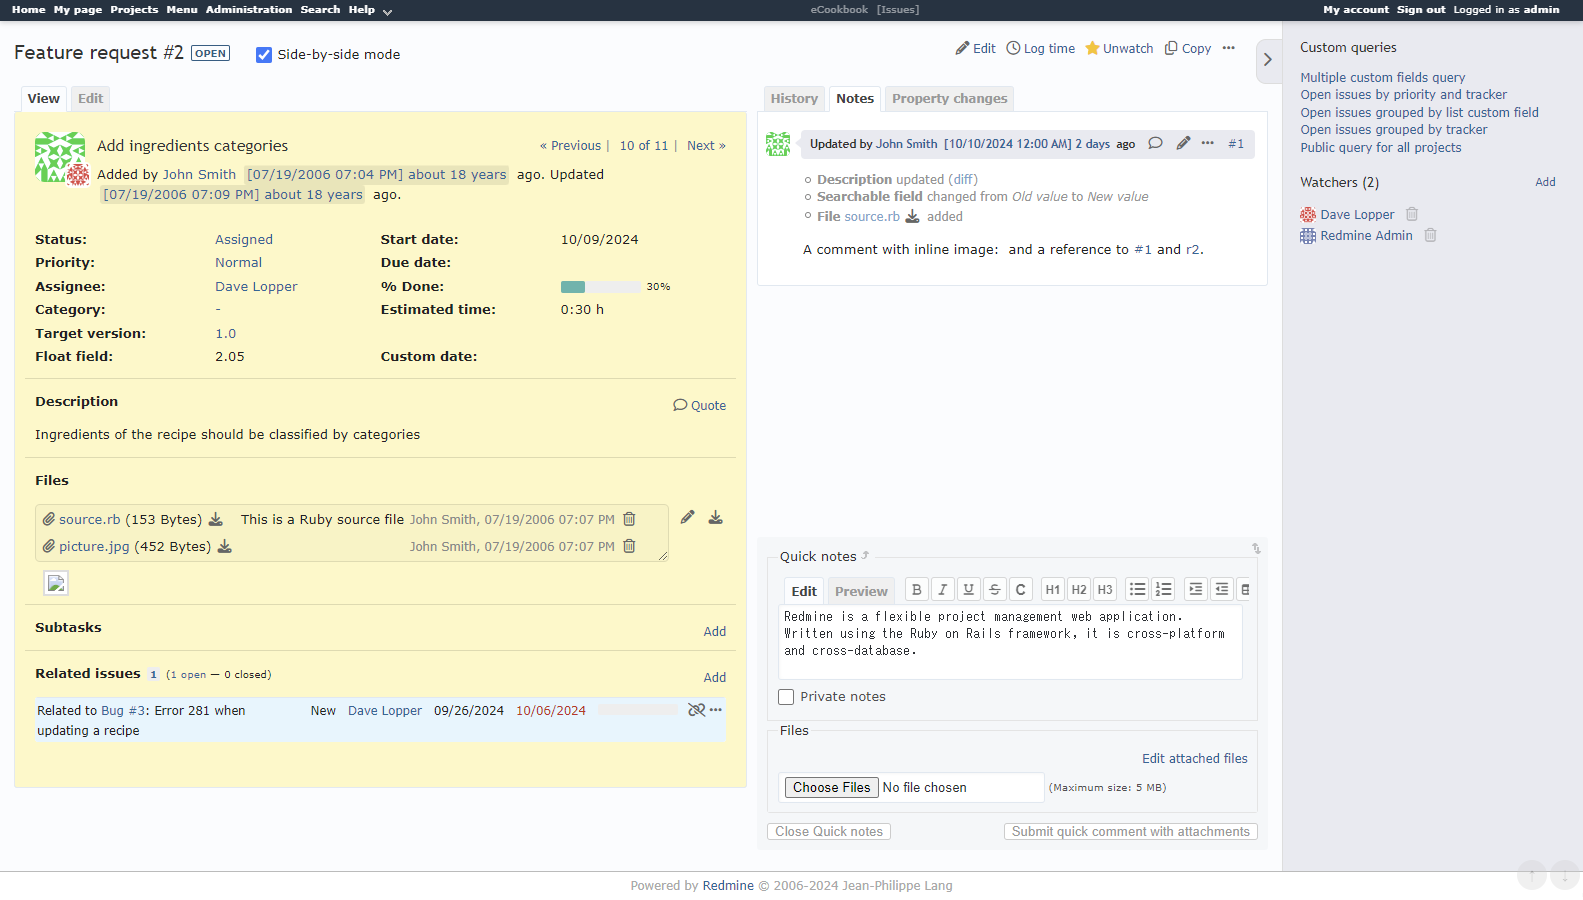 Home My page Projects Menu Administration Search Help
eCookbook [Issues]
My account Sign out Logged in as admin
Feature request #2 OPEN
Side-by-side mode
Edit Log time Unwatch Copy
View Edit
Add ingredients categories
« Previous | 10 of 11 | Next »
Added by John Smith [07/19/2006 07:04 PM] about 18 years ago. Updated
[07/19/2006 07:09 PM] about 18 years ago.
Status: Assigned Start date: 10/09/2024
Priority: Normal Due date:
Assignee: Dave Lopper % Done: 30%
Category: - Estimated time: 0:30 h
Target version: 1.0
Float field: 2.05 Custom date:
Description
Quote
Ingredients of the recipe should be classified by categories
Files
source.rb (153 Bytes) This is a Ruby source file John Smith, 07/19/2006 07:07 PM
picture.jpg (452 Bytes) John Smith, 07/19/2006 07:07 PM
Subtasks
Add
Related issues 1 (1 open — 0 closed)
Add
Related to Bug #3: Error 281 when
updating a recipe
New Dave Lopper 09/26/2024 10/06/2024
History Notes Property changes
Updated by John Smith [10/10/2024 12:00 AM] 2 days ago #1
Description updated (diff)
Searchable field changed from Old value to New value
File source.rb added
A comment with inline image: and a reference to #1 and r2.
Quick notes
Edit Preview B I U S C H1 H2 H3
Redmine is a flexible project management web application.
Written using the Ruby on Rails framework, it is cross-platform
and cross-database.
Private notes
Files
Edit attached files
Choose Files No file chosen (Maximum size: 5 MB)
Close Quick notes Submit quick comment with attachments
Custom queries
Multiple custom fields query
Open issues by priority and tracker
Open issues grouped by list custom field
Open issues grouped by tracker
Public query for all projects
Watchers (2) Add
Dave Lopper
Redmine Admin
Powered by Redmine © 2006-2024 Jean-Philippe Lang